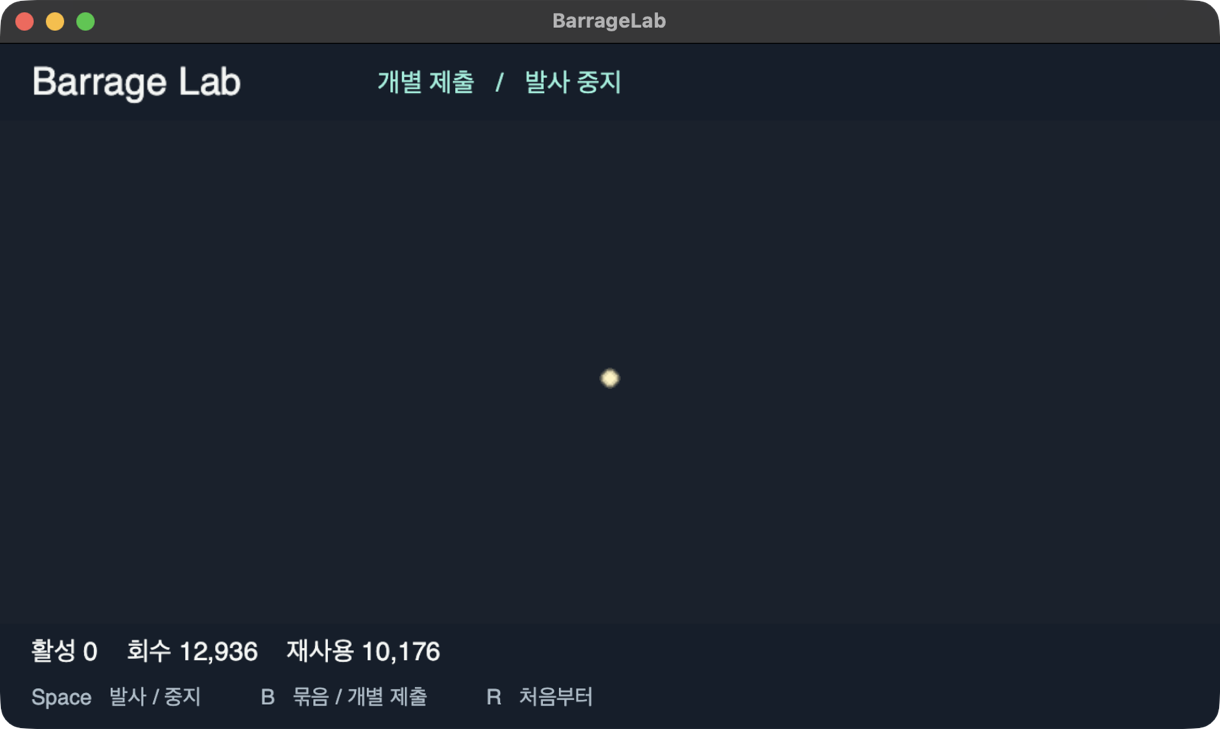 BarrageLab
Barrage Lab 개별 제출 / 발사 중지
활성 0 회수 12,936 재사용 10,176
Space 발사 / 중지 B 묶음 / 개별 제출 R 처음부터